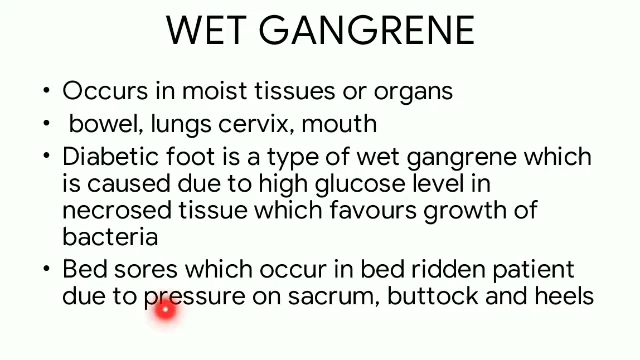 WET GANGRENE
• Occurs in moist tissues or organs
• bowel, lungs cervix, mouth
• Diabetic foot is a type of wet gangrene which
is caused due to high glucose level in
necrosed tissue which favours growth of
bacteria
• Bed sores which occur in bed ridden patient
due to pressure on sacrum, buttock and heels